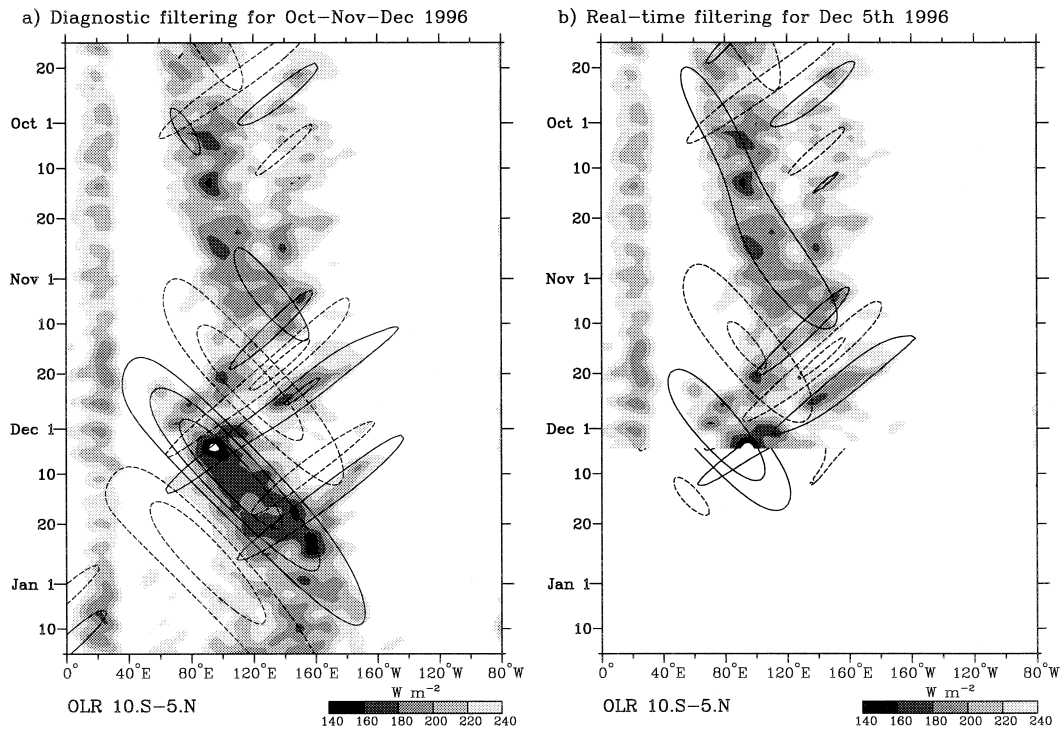 a) Diagnostic filtering for Oct-Nov-Dec 1996
20
Oct 1
10
20
Nov 1
10
20
Dec 1
10
20
Jan 1
10
0° 40°E 80°E 120°E 160°E 160°W 120°W 80°W
OLR 10.S-5.N
W m⁻²
140 160 180 200 220 240
b) Real-time filtering for Dec 5th 1996
20
Oct 1
10
20
Nov 1
10
20
Dec 1
10
20
Jan 1
10
0° 40°E 80°E 120°E 160°E 160°W 120°W 80°W
OLR 10.S-5.N
W m⁻²
140 160 180 200 220 240